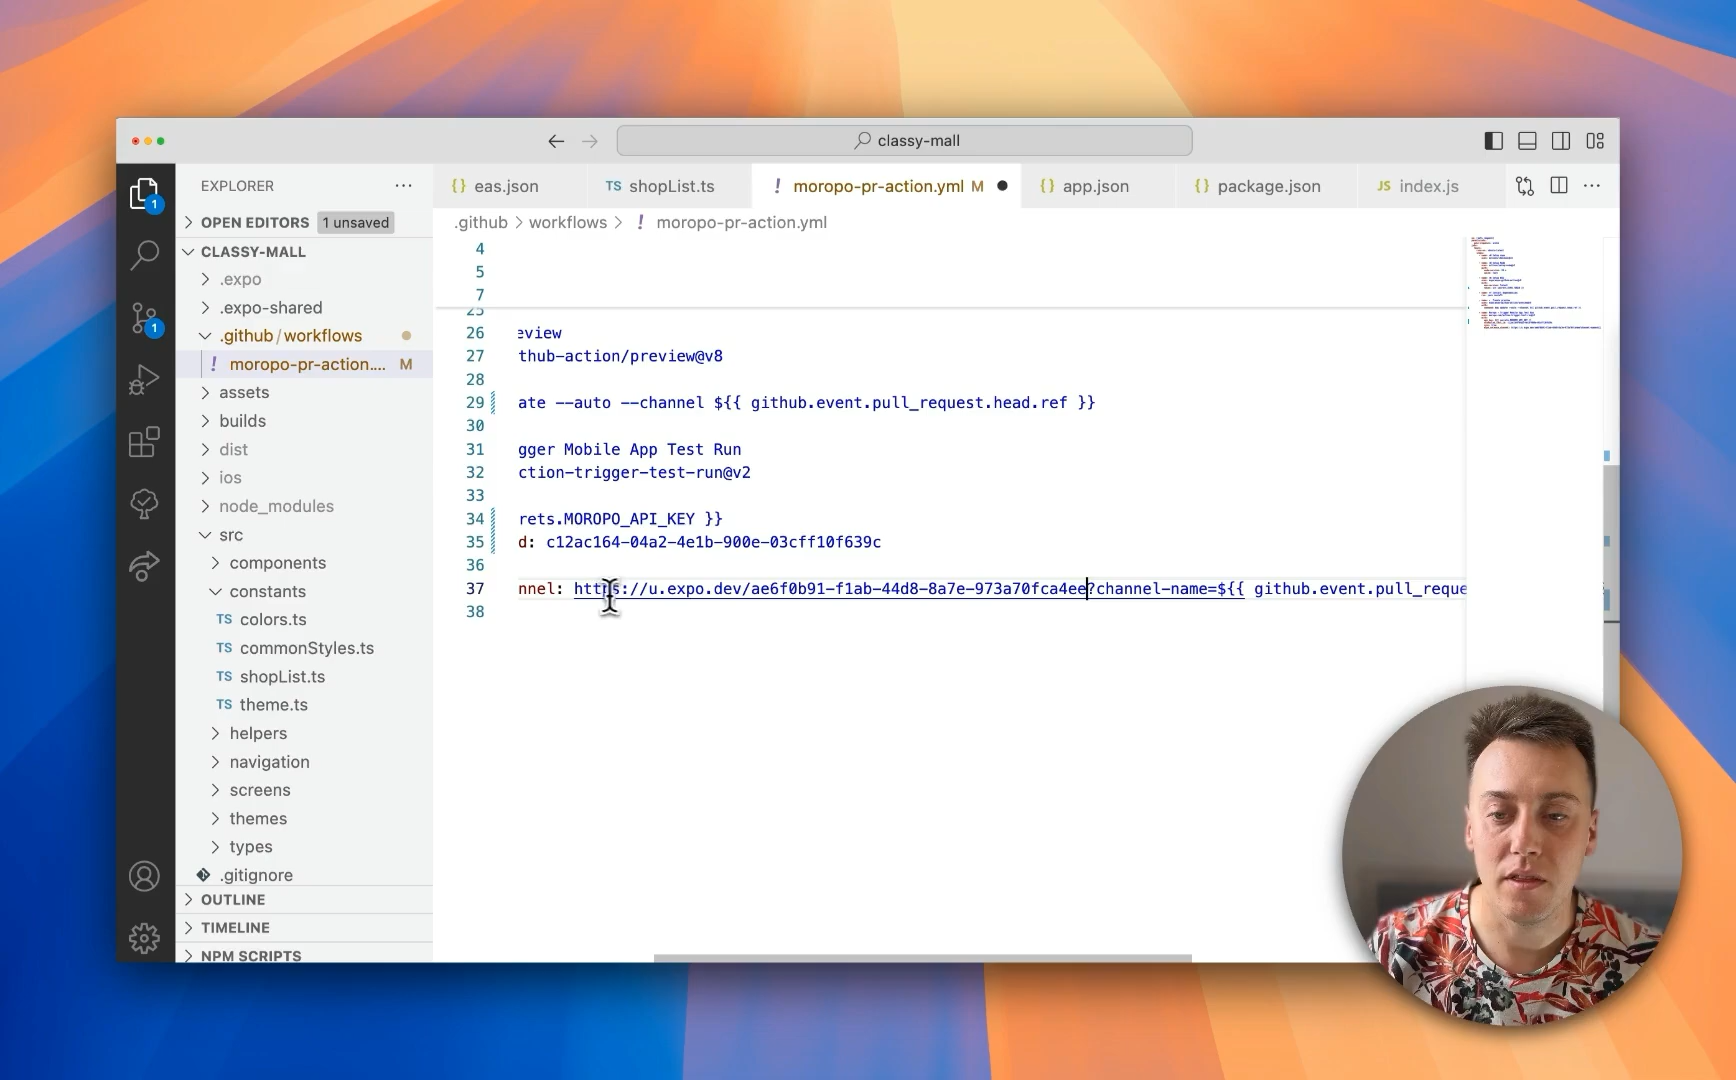 classy-mall
EXPLORER
eas.json
shopList.ts
moropo-pr-action.yml M
app.json
package.json
JS index.js
OPEN EDITORS 1 unsaved
.github > workflows > ! moropo-pr-action.yml
CLASSY-MALL
.expo
.expo-shared
.github/workflows
moropo-pr-action.... M
assets
builds
dist
ios
node_modules
src
components
constants
TS colors.ts
TS commonStyles.ts
TS shopList.ts
TS theme.ts
helpers
navigation
screens
themes
types
.gitignore
OUTLINE
TIMELINE
NPM SCRIPTS
4
5
7
25
26 eview
27 thub-action/preview@v8
28
29 ate --auto --channel ${{ github.event.pull_request.head.ref }}
30
31 gger Mobile App Test Run
32 ction-trigger-test-run@v2
33
34 rets.MOROPO_API_KEY }}
35 d: c12ac164-04a2-4e1b-900e-03cff10f639c
36
37 nnel: https://u.expo.dev/ae6f0b91-f1ab-44d8-8a7e-973a70fca4ee?channel-name=${{ github.event.pull_reque
38